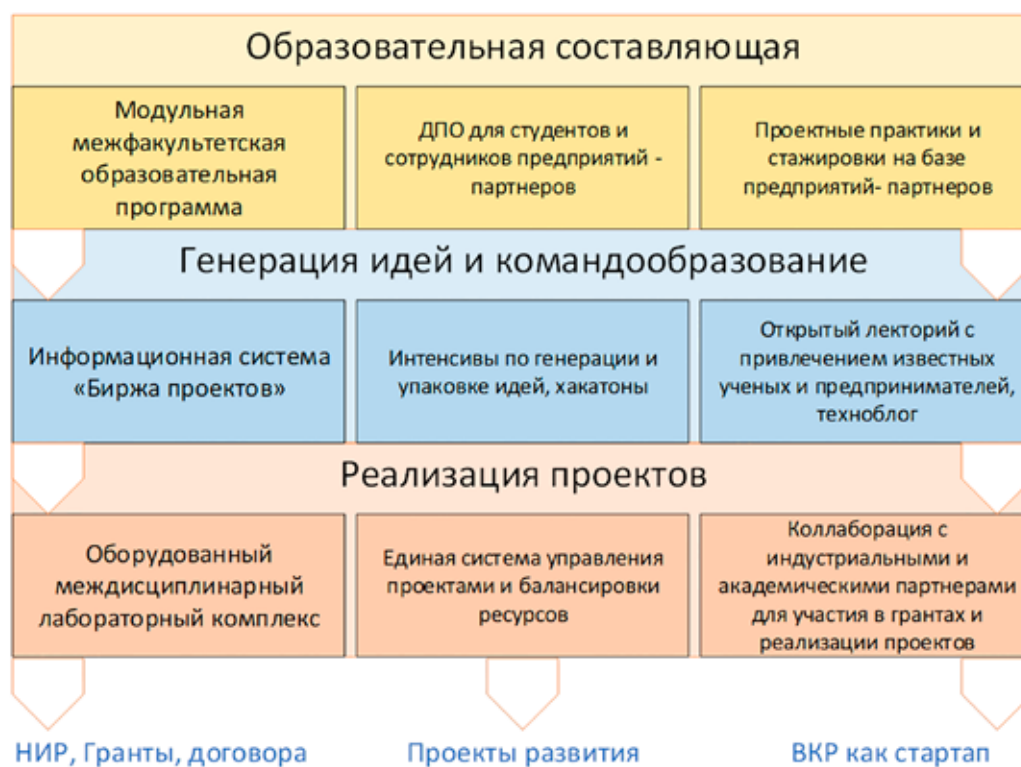 Образовательная составляющая
Модульная
межфакультетская
образовательная
программа
ДПО для студентов и
сотрудников предприятий -
партнеров
Проектные практики и
стажировки на базе
предприятий- партнеров
Генерация идей и командообразование
Информационная система
«Биржа проектов»
Интенсивы по генерации и
упаковке идей, хакатоны
Открытый лекторий с
привлечением известных
ученых и предпринимателей,
техноблог
Реализация проектов
Оборудованный
междисциплинарный
лабораторный комплекс
Единая система управления
проектами и балансировки
ресурсов
Коллаборация с
индустриальными и
академическими партнерами
для участия в грантах и
реализации проектов
НИР, Гранты, договора
Проекты развития
ВКР как стартап